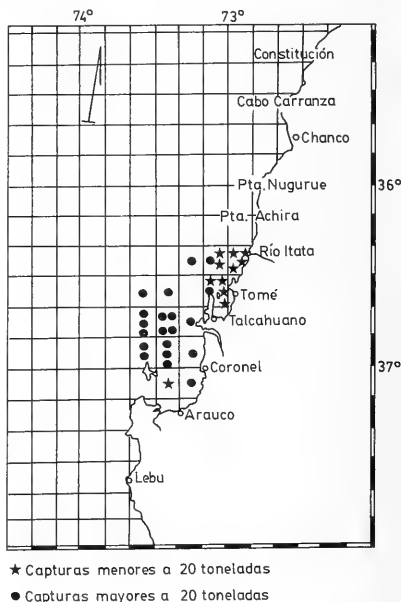 74° 73°
Constitución
Cabo Carranza
Chanco
Pta. Nugurue
36°
Pta. Achira
Río Itata
Tomé
Talcahuano
Coronel
37°
Arauco
Lebu
★ Capturas menores a 20 toneladas
● Capturas mayores a 20 toneladas